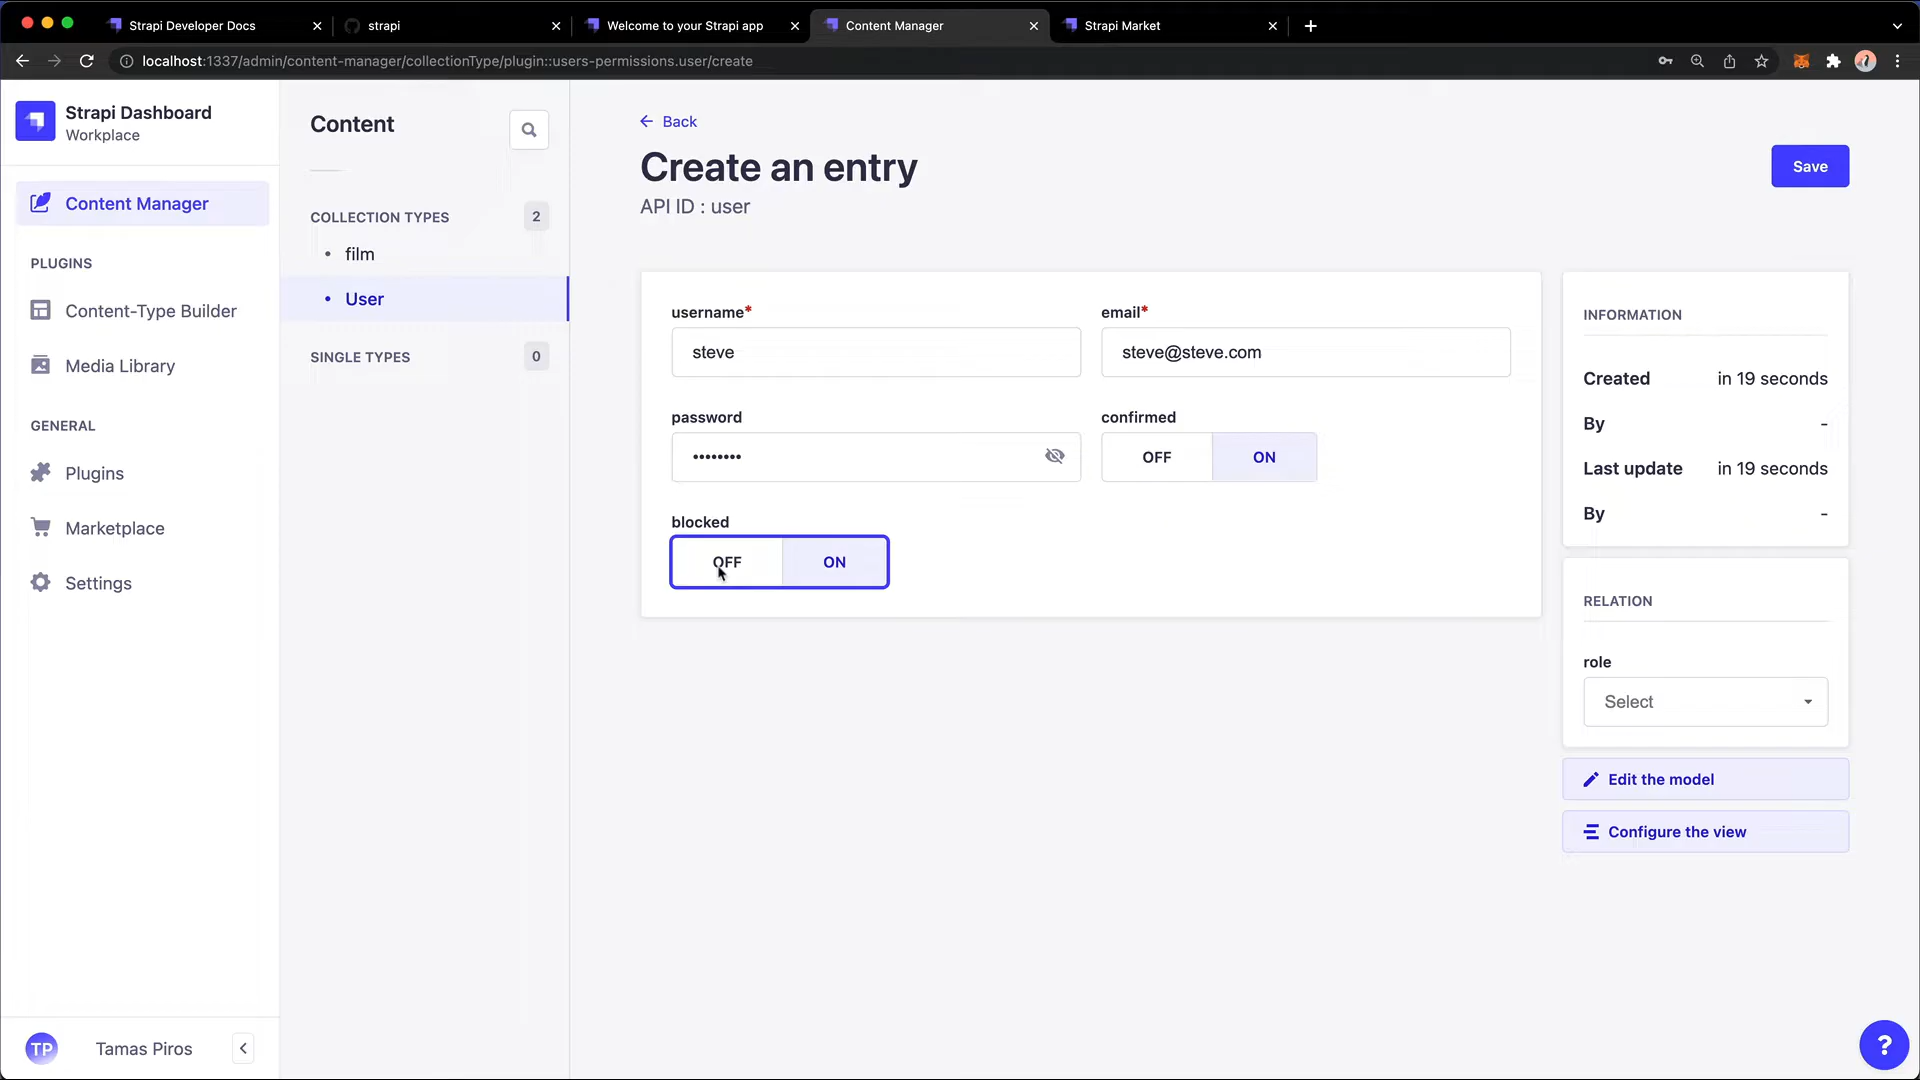 Strapi Developer Docs
strapi
Welcome to your Strapi app
Content Manager
Strapi Market
localhost:1337/admin/content-manager/collectionType/plugin::users-permissions.user/create
Strapi Dashboard
Workplace
Content Manager
PLUGINS
Content-Type Builder
Media Library
GENERAL
Plugins
Marketplace
Settings
TP
Tamas Piros
Content
COLLECTION TYPES 2
film
User
SINGLE TYPES 0
Back
Create an entry
API ID : user
Save
username*
steve
email*
steve@steve.com
password
••••••••
confirmed
OFF ON
blocked
OFF ON
INFORMATION
Created in 19 seconds
By -
Last update in 19 seconds
By -
RELATION
role
Select
Edit the model
Configure the view
?